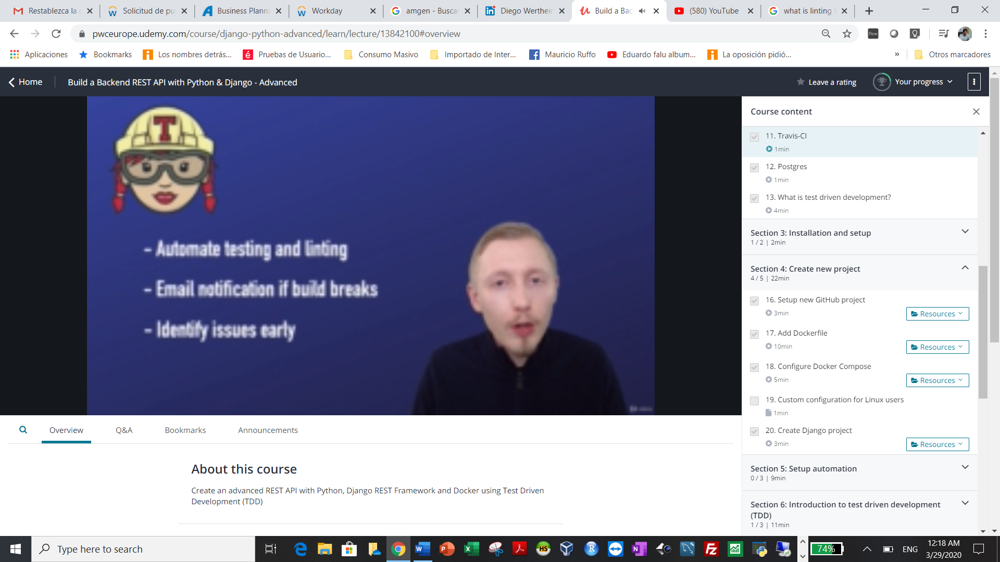 Restablezca la c
Solicitud de pu
Business Planni
Workday
amgen - Busca
Diego Werthein
Build a Bac
(580) YouTube
what is linting
pwceurope.udemy.com/course/django-python-advanced/learn/lecture/13842100#overview
Aplicaciones
Bookmarks
Los nombres detrás...
Pruebas de Usuario...
Consumo Masivo
Importado de Inter...
Mauricio Ruffo
Eduardo falu album...
La oposición pidió...
»
Otros marcadores
Home
Build a Backend REST API with Python & Django - Advanced
Leave a rating
Your progress
T
- Automate testing and linting
- Email notification if build breaks
- Identify issues early
Course content
11. Travis-CI
1min
12. Postgres
1min
13. What is test driven development?
4min
Section 3: Installation and setup
1 / 2 | 2min
Section 4: Create new project
4 / 5 | 22min
16. Setup new GitHub project
3min
Resources
17. Add Dockerfile
10min
Resources
18. Configure Docker Compose
5min
Resources
19. Custom configuration for Linux users
1min
20. Create Django project
3min
Resources
Section 5: Setup automation
0 / 3 | 9min
Section 6: Introduction to test driven development
(TDD)
1 / 3 | 11min
Overview
Q&A
Bookmarks
Announcements
About this course
Create an advanced REST API with Python, Django REST Framework and Docker using Test Driven
Development (TDD)
Type here to search
74%
ENG
12:18 AM
3/29/2020